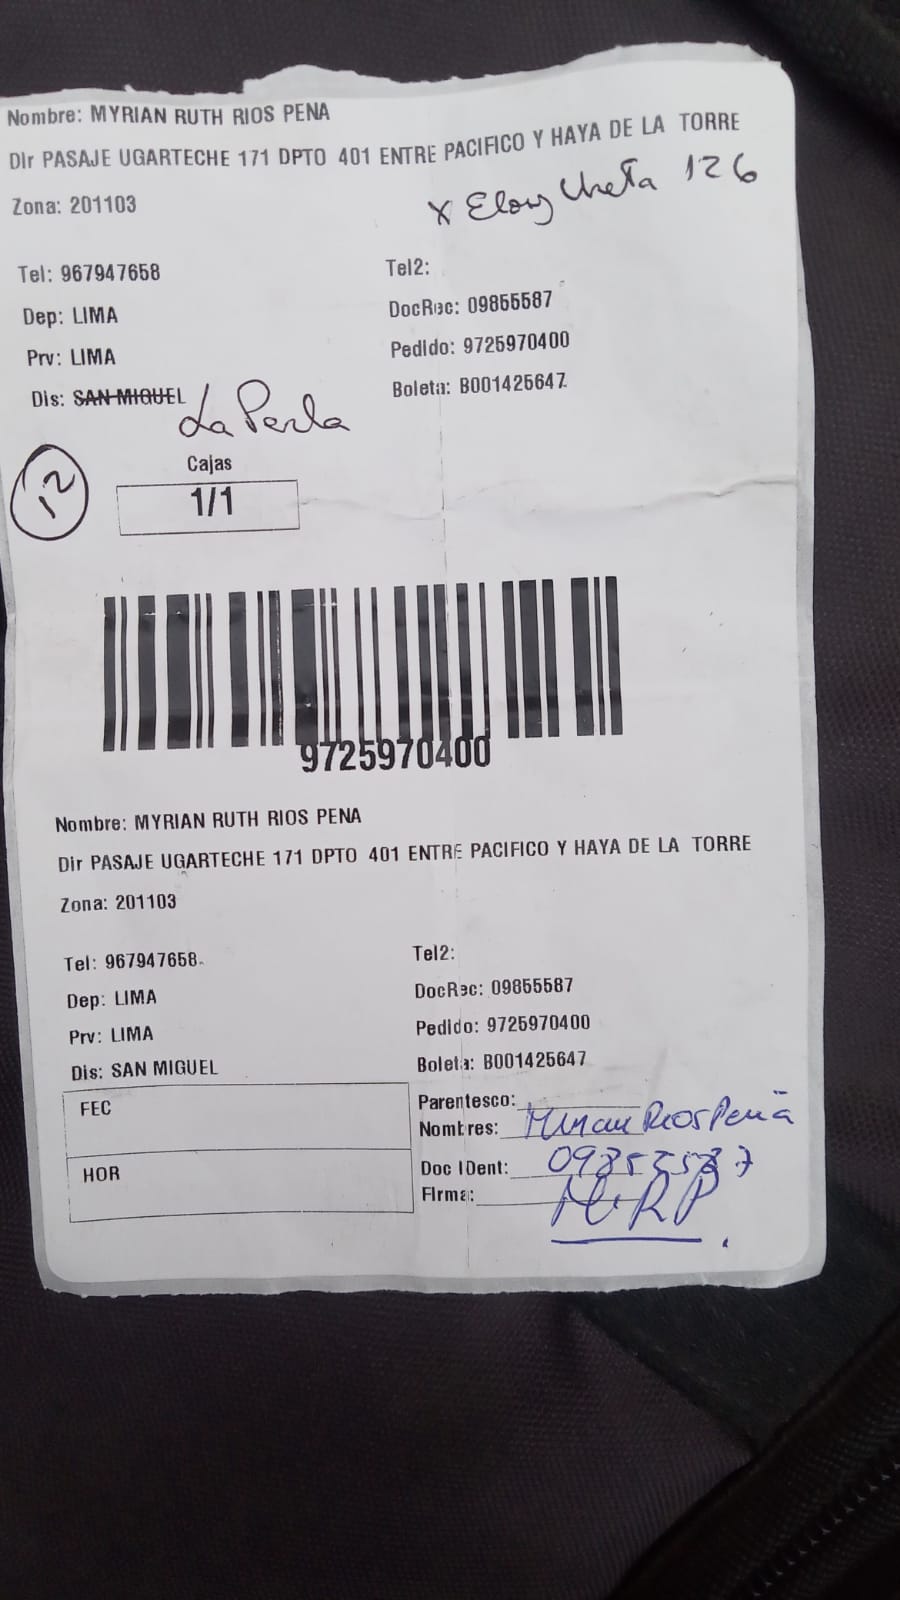 Nombre: MYRIAN RUTH RIOS PENA
Dir PASAJE UGARTECHE 171 DPTO 401 ENTRE PACIFICO Y HAYA DE LA TORRE
Zona: 201103
x Eloy Ureta 126
Tel: 967947658
Tel2:
Dep: LIMA
DocRec: 09855587
Prv: LIMA
Pedido: 9725970400
Dis: SAN MIGUEL
Boleta: B001425647
La Perla
12
Cajas
1/1
9725970400
Nombre: MYRIAN RUTH RIOS PENA
Dir PASAJE UGARTECHE 171 DPTO 401 ENTRE PACIFICO Y HAYA DE LA TORRE
Zona: 201103
Tel: 967947658
Tel2:
Dep: LIMA
DocRec: 09855587
Prv: LIMA
Pedido: 9725970400
Dis: SAN MIGUEL
Boleta: B001425647
FEC
Parentesco:
Nombres: Myrian Rios Peña
HOR
Doc IDent: 09855587
Firma: M.RP.